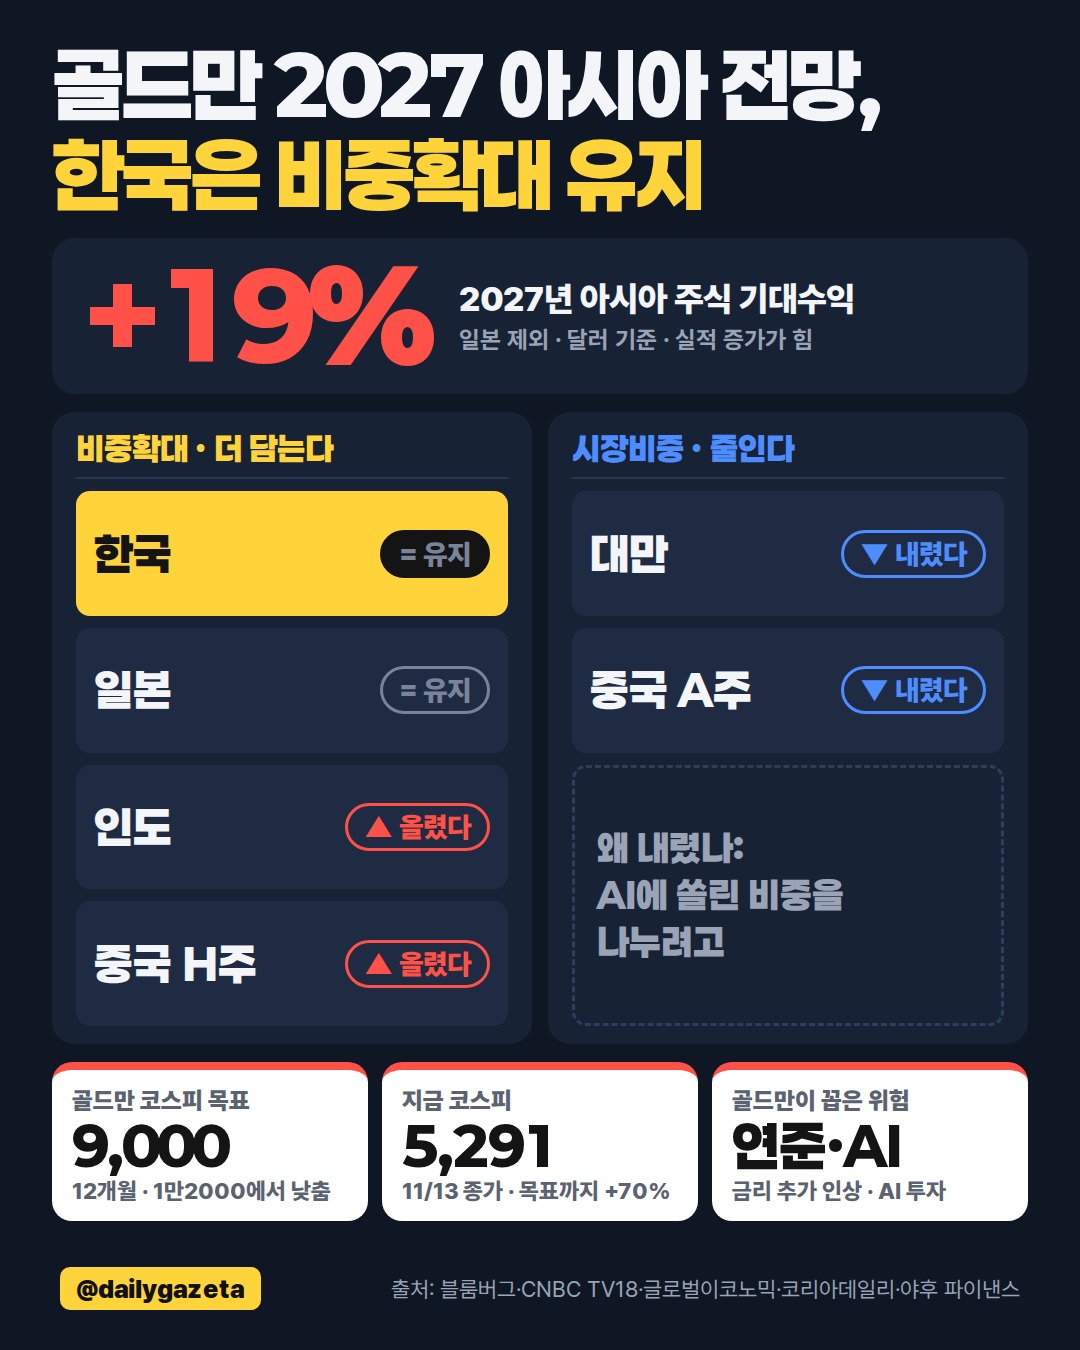 골드만 2027 아시아 전망,
한국은 비중확대 유지
+19%
2027년 아시아 주식 기대수익
일본 제외 · 달러 기준 · 실적 증가가 힘
비중확대 · 더 담는다
한국
= 유지
일본
= 유지
인도
▲ 올렸다
중국 H주
▲ 올렸다
시장비중 · 줄인다
대만
▼ 내렸다
중국 A주
▼ 내렸다
왜 내렸나:
AI에 쏠린 비중을
나누려고
골드만 코스피 목표
9,000
12개월 · 1만2000에서 낮춤
지금 코스피
5,291
11/13 종가 · 목표까지 +70%
골드만이 꼽은 위험
연준·AI
금리 추가 인상 · AI 투자
@dailygazeta
출처: 블룸버그·CNBC TV18·글로벌이코노믹·코리아데일리·야후 파이낸스